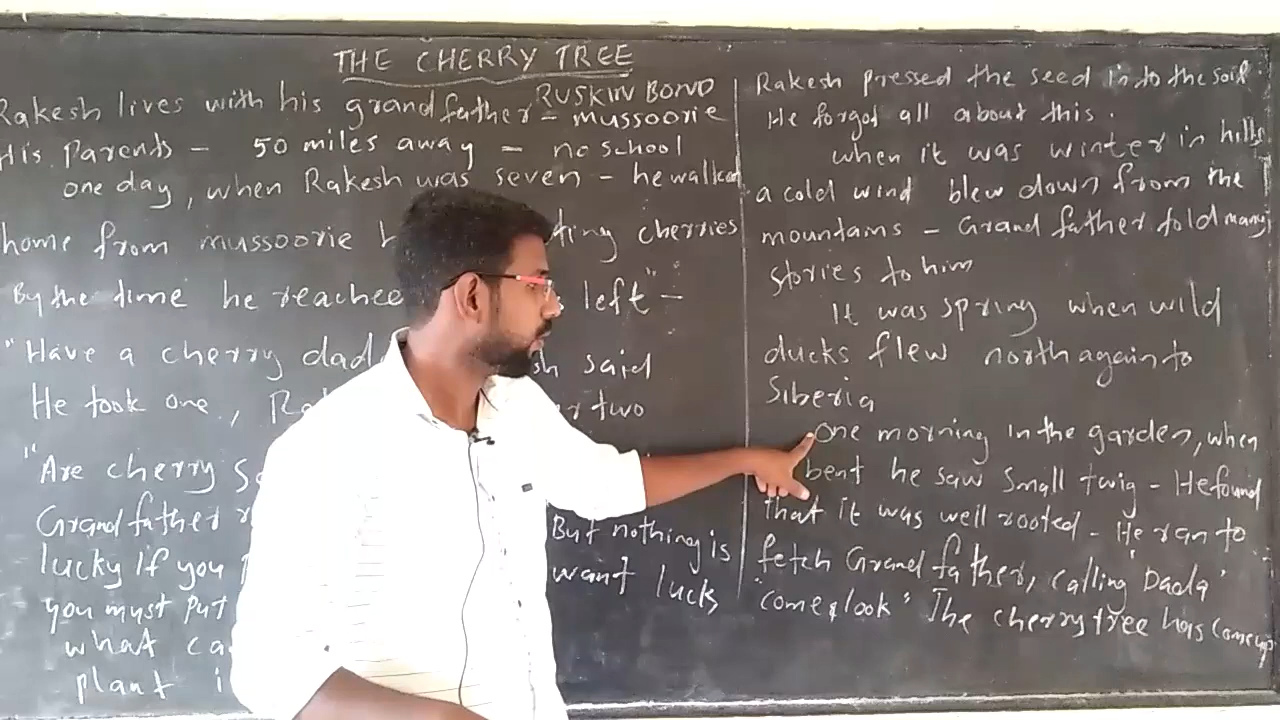 THE CHERRY TREE
RUSKIN BOND
Rakesh lives with his grandfather - mussoorie
His Parents - 50 miles away - no school
one day, when Rakesh was seven - he walked
home from mussoorie ting cherries
By the time he reache left" -
"Have a cherry dad sh said
He took one, two
"Are cherry
Grandfather
lucky if you But nothing is
you must put want luck
what ca
plant i
Rakesh pressed the seed in to the soil.
He forgot all about this.
when it was winter in hills
a cold wind blew down from the
mountains - Grand father told many
stories to him
It was spring when wild
ducks flew north again to
Siberia
One morning in the garden, when
bent he saw small twig - He found
that it was well rooted - He ran to
fetch Grand father, calling Dada"
"come & look" The cherry tree has come up